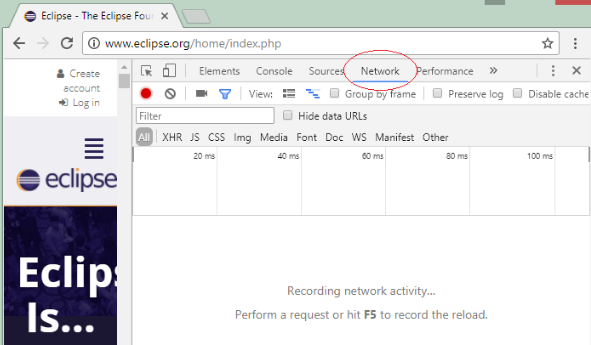 Eclipse - The Eclipse Foun
www.eclipse.org/home/index.php
Create
account
Log in
eclipse
Eclips
Is...
Elements Console Sources Network Performance »
View: Group by frame Preserve log Disable cache
Filter Hide data URLs
All XHR JS CSS Img Media Font Doc WS Manifest Other
20 ms 40 ms 60 ms 80 ms 100 ms
Recording network activity...
Perform a request or hit F5 to record the reload.